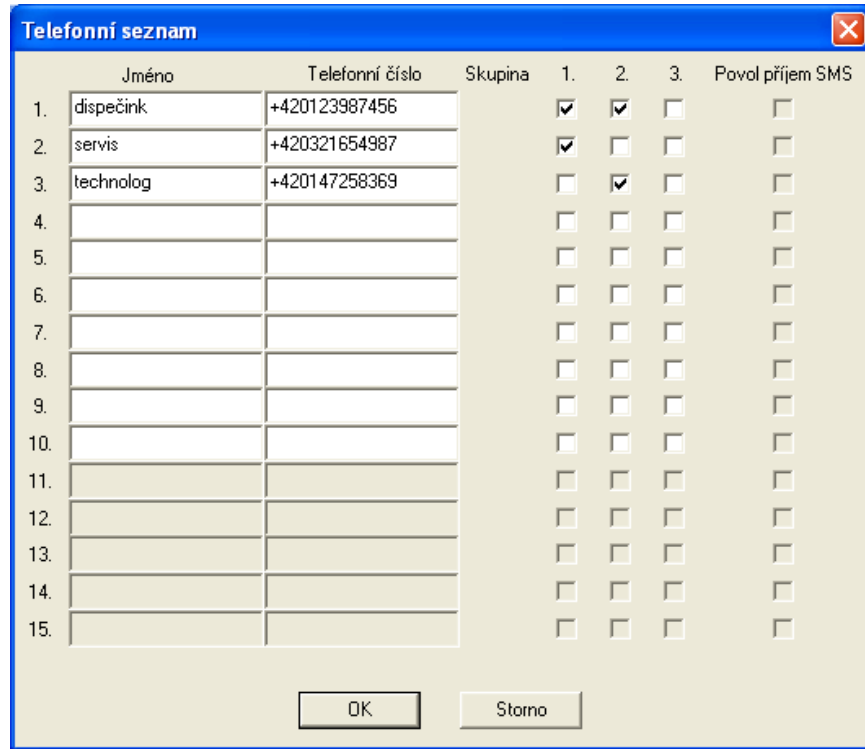 Telefonní seznam
Jméno Telefonní číslo Skupina 1. 2. 3. Povol příjem SMS
1. dispečink +420123987456
2. servis +420321654987
3. technolog +420147258369
4.
5.
6.
7.
8.
9.
10.
11.
12.
13.
14.
15.
OK Storno